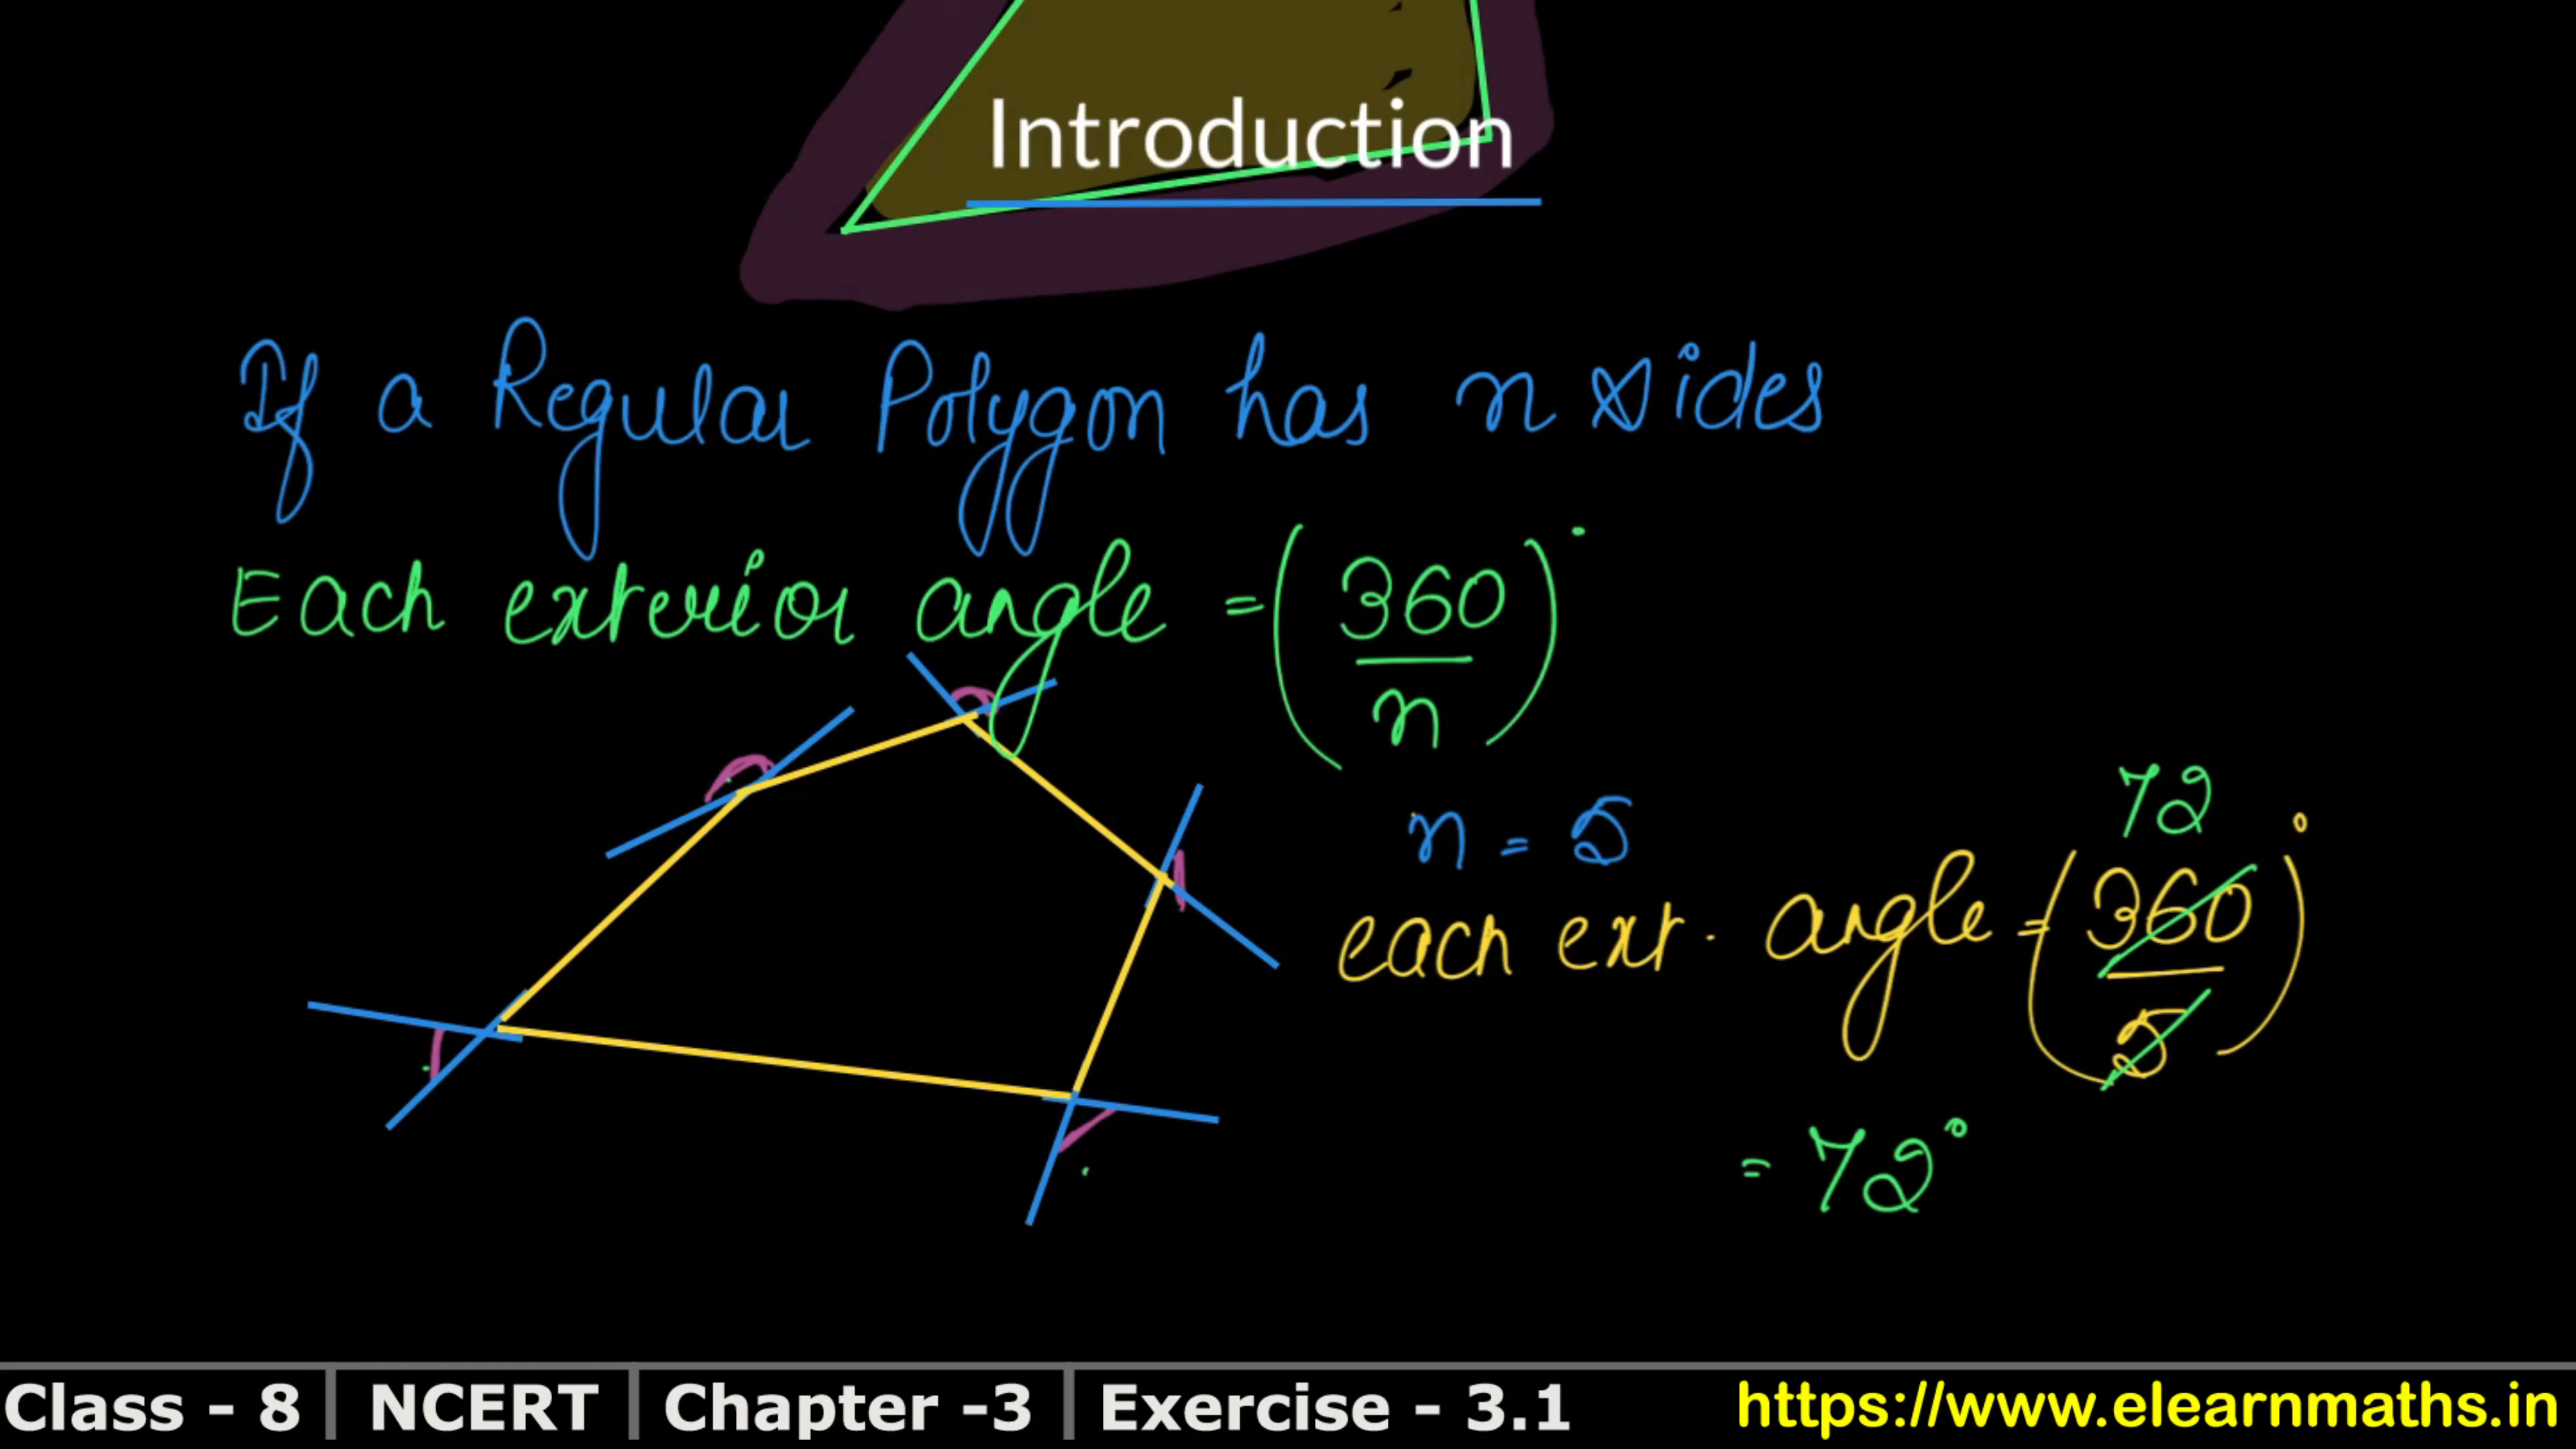 Introduction
If a Regular Polygon has n sides
Each exterior angle = (360/n)°
n = 5
72
each ext. angle = (360/5)°
= 72°
Class - 8 | NCERT | Chapter -3 | Exercise - 3.1
https://www.elearnmaths.in